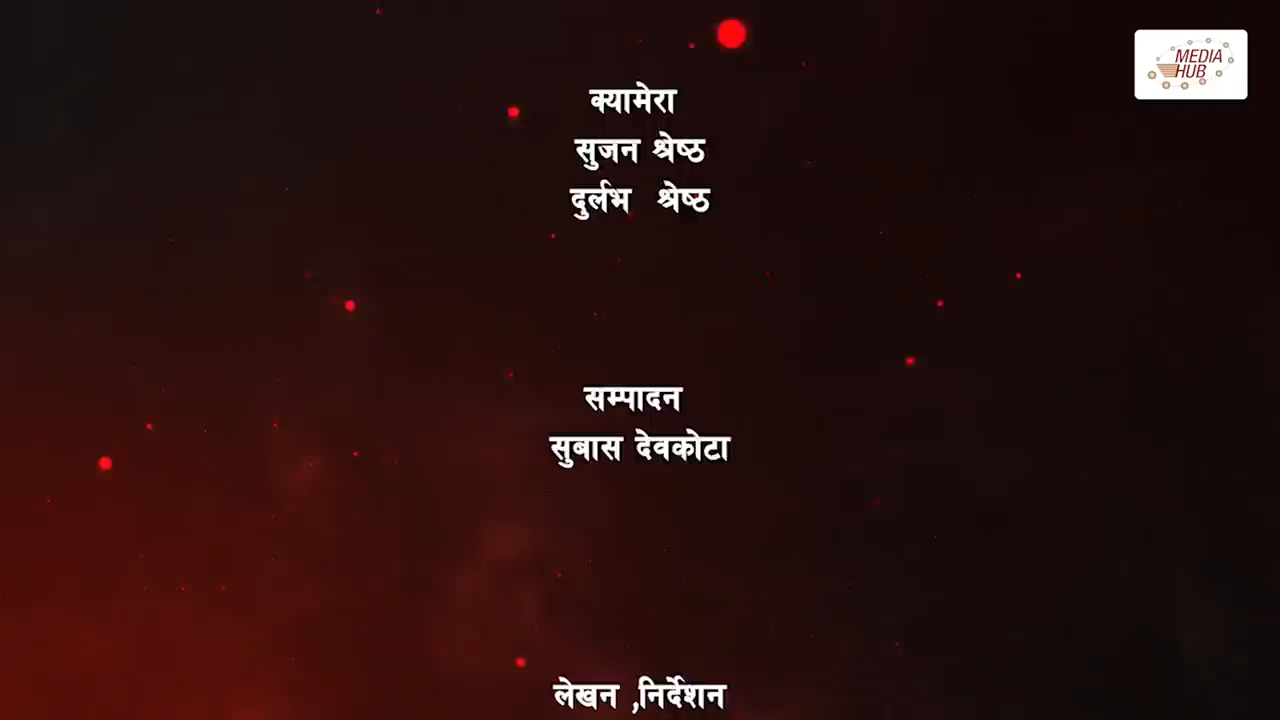 MEDIA
HUB
क्यामेरा
सुजन श्रेष्ठ
दुर्लभ श्रेष्ठ
सम्पादन
सुबास देवकोटा
लेखन ,निर्देशन